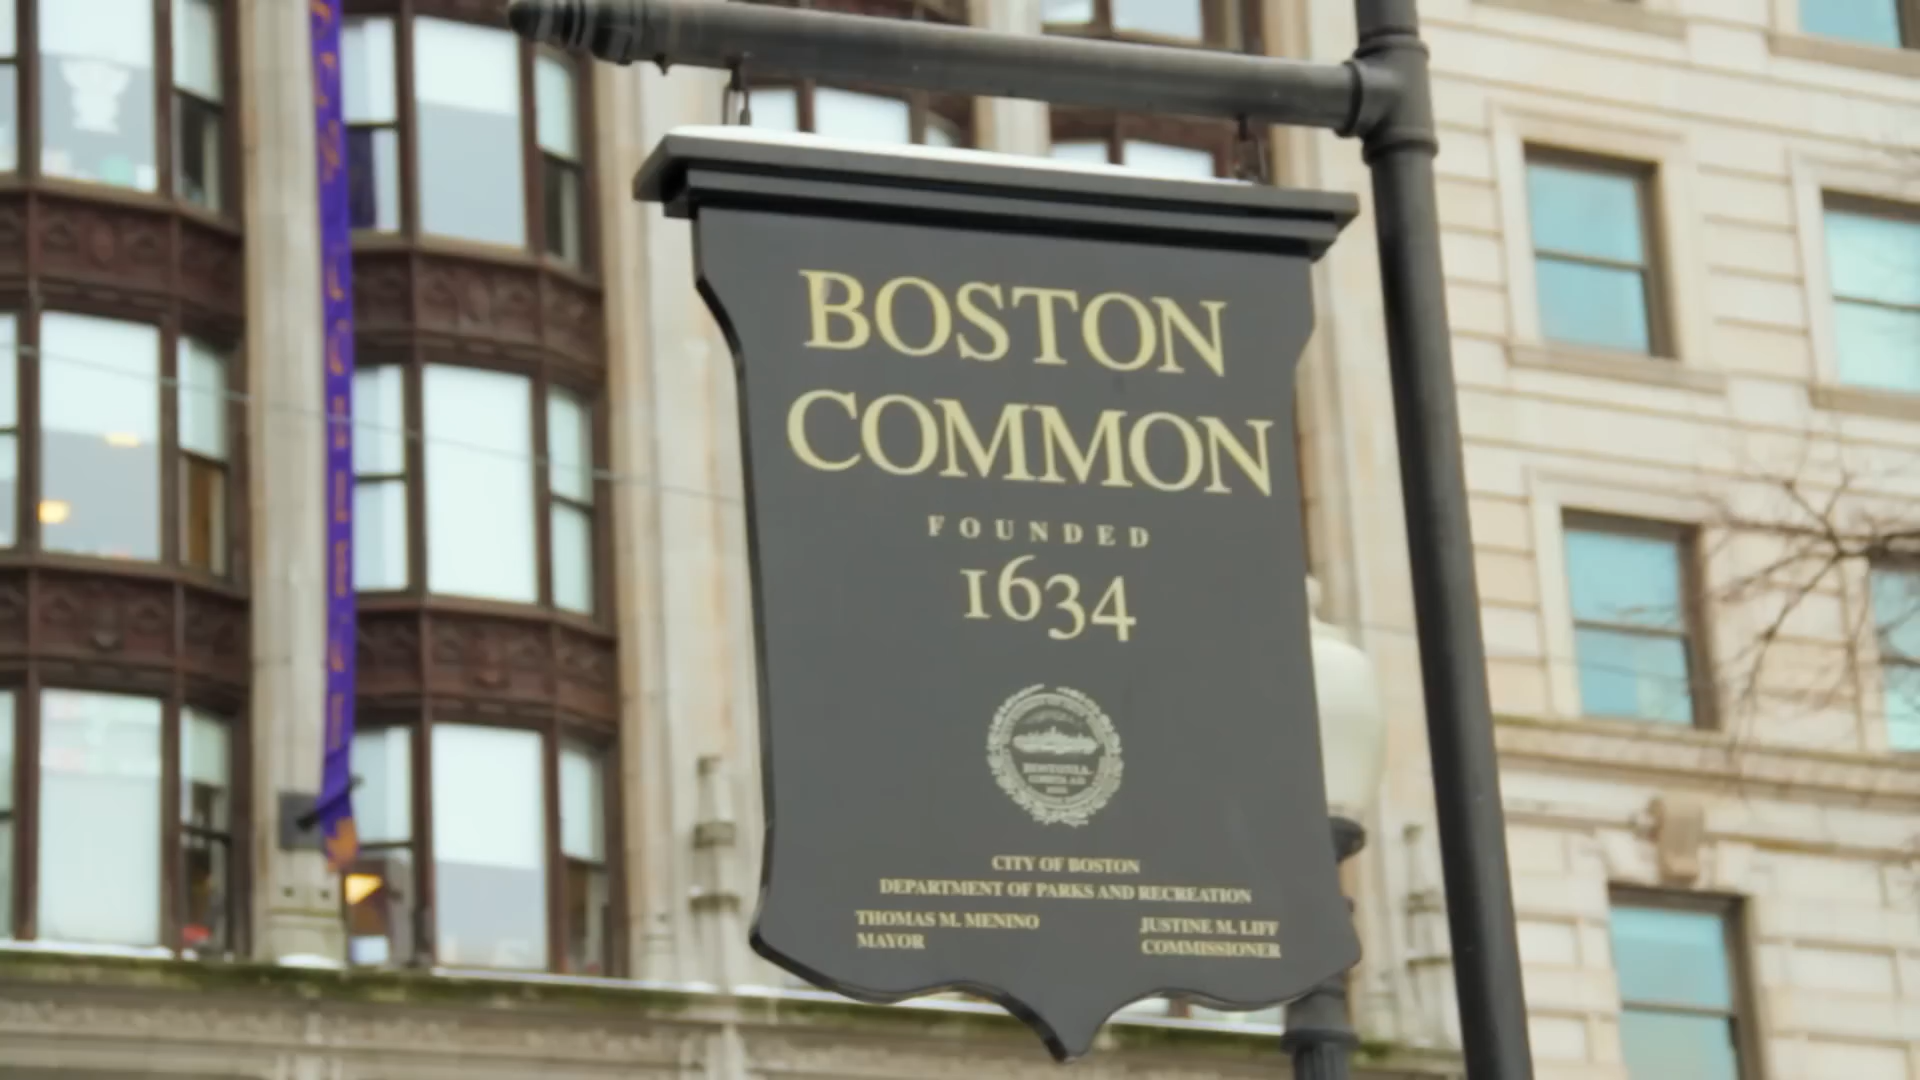 BOSTON
COMMON
FOUNDED
1634
CITY OF BOSTON
DEPARTMENT OF PARKS AND RECREATION
THOMAS M. MENINO
MAYOR
JUSTINE M. LIFF
COMMISSIONER